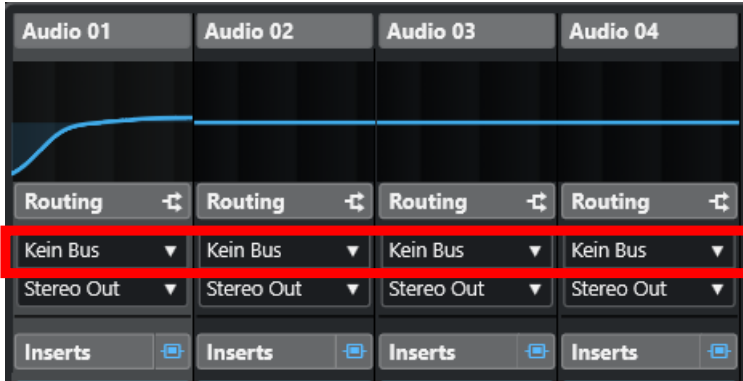 Audio 01 Audio 02 Audio 03 Audio 04
Routing Routing Routing Routing
Kein Bus Kein Bus Kein Bus Kein Bus
Stereo Out Stereo Out Stereo Out Stereo Out
Inserts Inserts Inserts Inserts